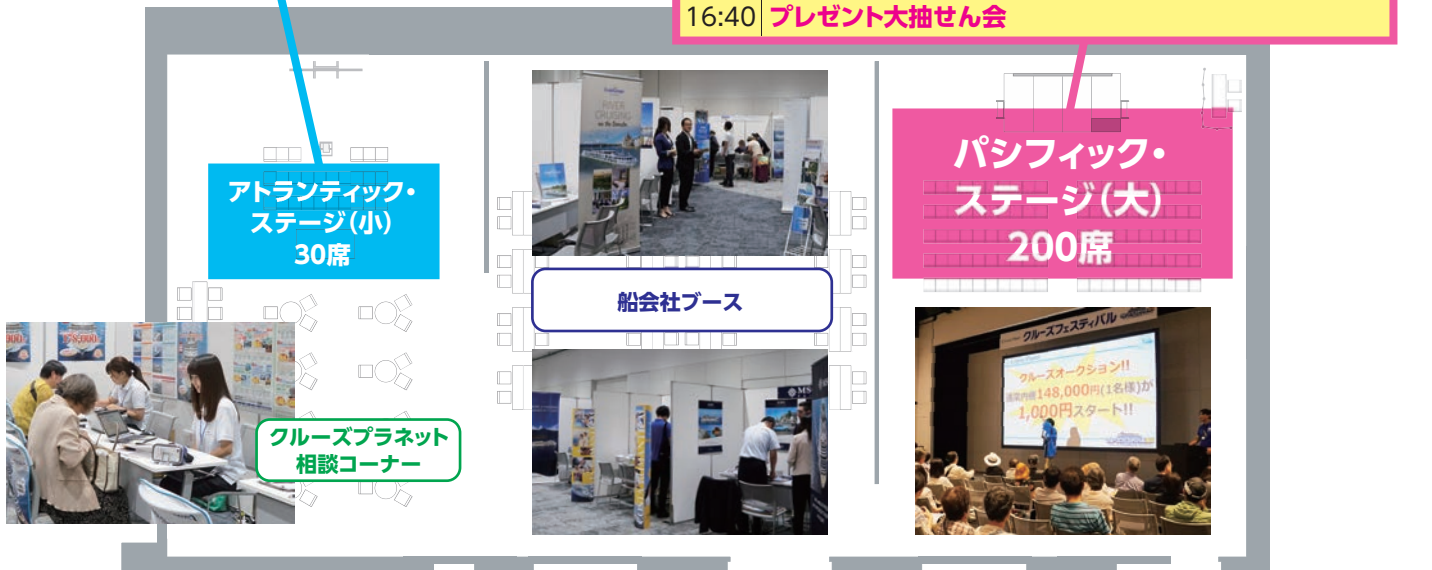 16:40 プレゼント大抽せん会
アトランティック・
ステージ（小）
30席
パシフィック・
ステージ（大）
200席
RIVER
CRUISING
船会社ブース
クルーズフェスティバル
クルーズオークション!!
通常内側148,000円(1名様)が
1,000円スタート!!
クルーズプラネット
相談コーナー